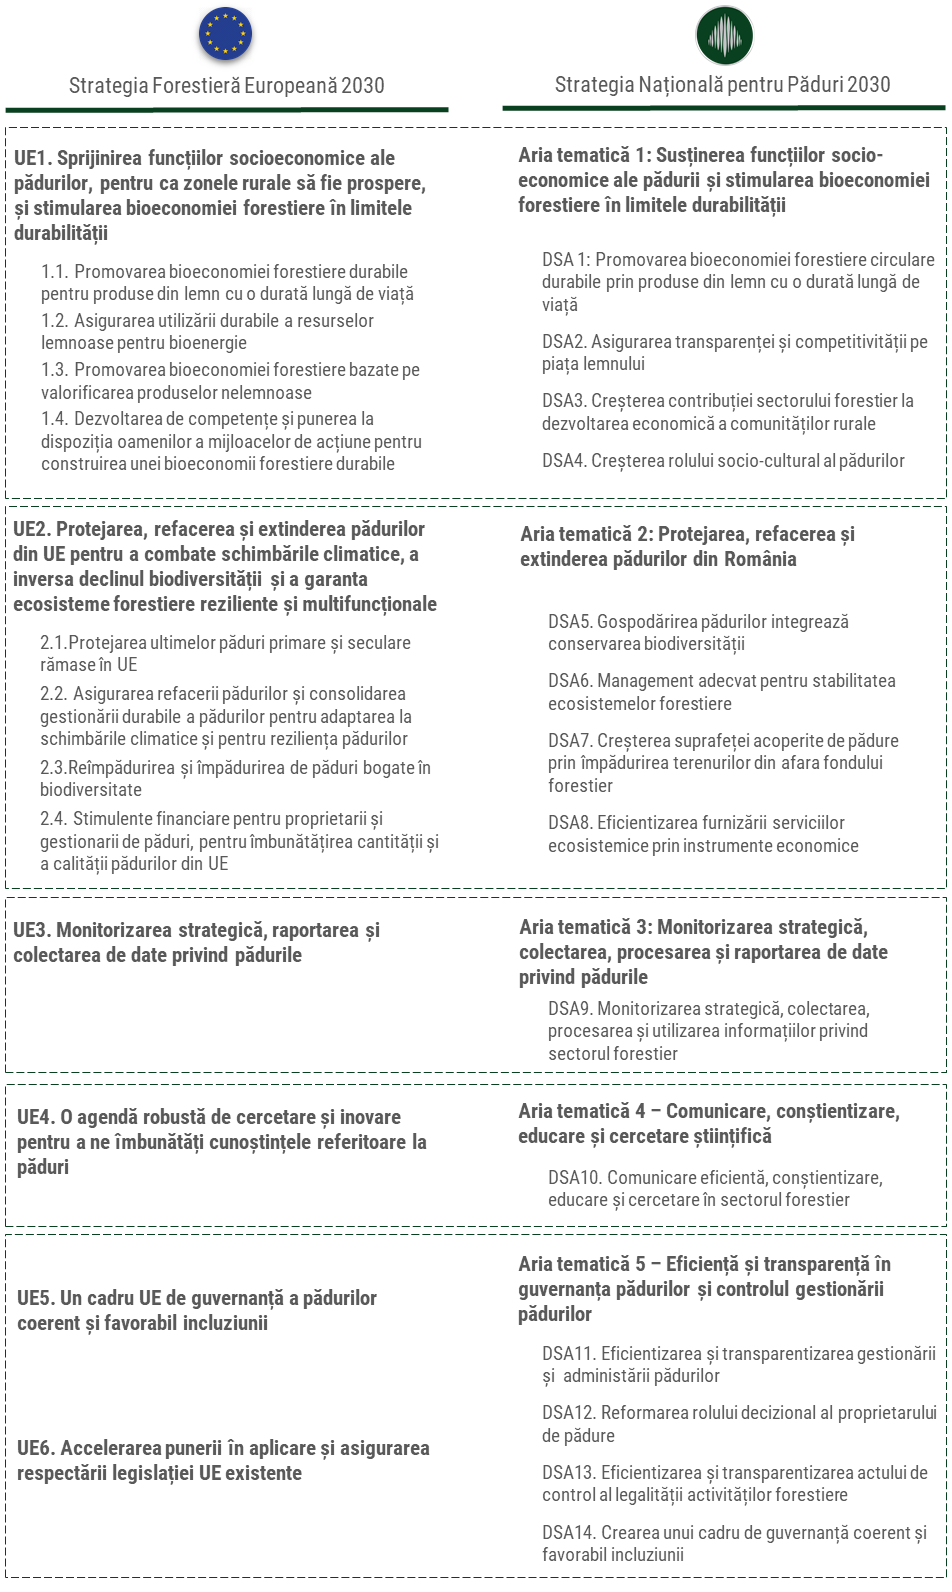 Strategia Forestieră Europeană 2030
Strategia Națională pentru Păduri 2030
UE1. Sprijinirea funcțiilor socioeconomice ale
pădurilor, pentru ca zonele rurale să fie prospere,
și stimularea bioeconomiei forestiere în limitele
durabilității
1.1. Promovarea bioeconomiei forestiere durabile
pentru produse din lemn cu o durată lungă de viață
1.2. Asigurarea utilizării durabile a resurselor
lemnoase pentru bioenergie
1.3. Promovarea bioeconomiei forestiere bazate pe
valorificarea produselor nelemnoase
1.4. Dezvoltarea de competențe și punerea la
dispoziția oamenilor a mijloacelor de acțiune pentru
construirea unei bioeconomii forestiere durabile
Aria tematică 1: Susținerea funcțiilor socio-
economice ale pădurii și stimularea bioeconomiei
forestiere în limitele durabilității
DSA 1: Promovarea bioeconomiei forestiere circulare
durabile prin produse din lemn cu o durată lungă de
viață
DSA2. Asigurarea transparenței și competitivității pe
piața lemnului
DSA3. Creșterea contribuției sectorului forestier la
dezvoltarea economică a comunităților rurale
DSA4. Creșterea rolului socio-cultural al pădurilor
UE2. Protejarea, refacerea și extinderea pădurilor
din UE pentru a combate schimbările climatice, a
inversa declinul biodiversității și a garanta
ecosisteme forestiere reziliente și multifuncționale
2.1.Protejarea ultimelor păduri primare și seculare
rămase în UE
2.2. Asigurarea refacerii pădurilor și consolidarea
gestionării durabile a pădurilor pentru adaptarea la
schimbările climatice și pentru reziliența pădurilor
2.3.Reîmpădurirea și împădurirea de păduri bogate în
biodiversitate
2.4. Stimulente financiare pentru proprietarii și
gestionarii de păduri, pentru îmbunătățirea cantității și
a calității pădurilor din UE
Aria tematică 2: Protejarea, refacerea și
extinderea pădurilor din România
DSA5. Gospodărirea pădurilor integrează
conservarea biodiversității
DSA6. Management adecvat pentru stabilitatea
ecosistemelor forestiere
DSA7. Creșterea suprafeței acoperite de pădure
prin împădurirea terenurilor din afara fondului
forestier
DSA8. Eficientizarea furnizării serviciilor
ecosistemice prin instrumente economice
UE3. Monitorizarea strategică, raportarea și
colectarea de date privind pădurile
Aria tematică 3: Monitorizarea strategică,
colectarea, procesarea și raportarea de date
privind pădurile
DSA9. Monitorizarea strategică, colectarea,
procesarea și utilizarea informațiilor privind
sectorul forestier
UE4. O agendă robustă de cercetare și inovare
pentru a ne îmbunătăți cunoștințele referitoare la
păduri
Aria tematică 4 – Comunicare, conștientizare,
educare și cercetare științifică
DSA10. Comunicare eficientă, conștientizare,
educare și cercetare în sectorul forestier
UE5. Un cadru UE de guvernanță a pădurilor
coerent și favorabil incluziunii
UE6. Accelerarea punerii în aplicare și asigurarea
respectării legislației UE existente
Aria tematică 5 – Eficiență și transparență în
guvernanța pădurilor și controlul gestionării
pădurilor
DSA11. Eficientizarea și transparentizarea gestionării
și administării pădurilor
DSA12. Reformarea rolului decizional al proprietarului
de pădure
DSA13. Eficientizarea și transparentizarea actului de
control al legalității activităților forestiere
DSA14. Crearea unui cadru de guvernanță coerent și
favorabil incluziunii